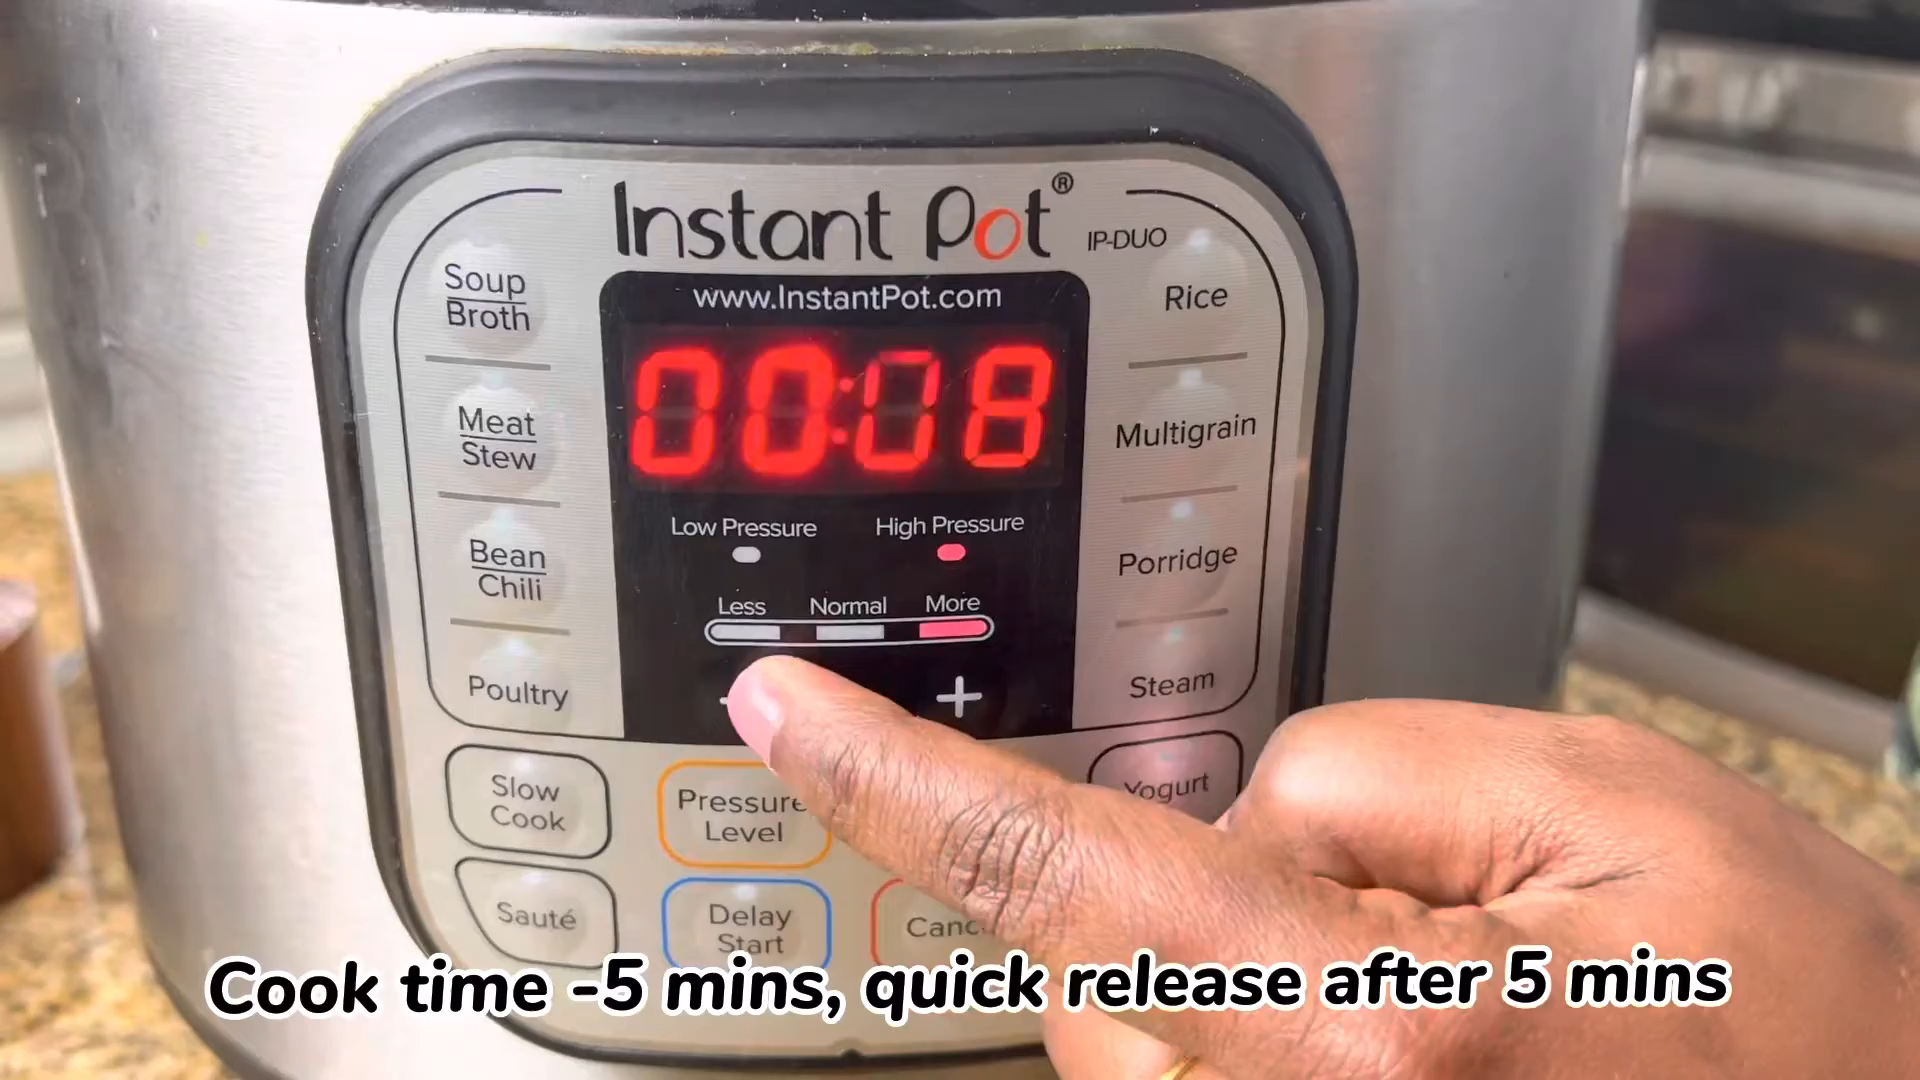 Instant Pot®
IP-DUO
www.InstantPot.com
00:08
Soup
Broth
Meat
Stew
Bean
Chili
Poultry
Low Pressure
High Pressure
Less Normal More
+
Rice
Multigrain
Porridge
Steam
Slow
Cook
Pressure
Level
Yogurt
Sauté
Delay
Start
Canc
Cook time -5 mins, quick release after 5 mins